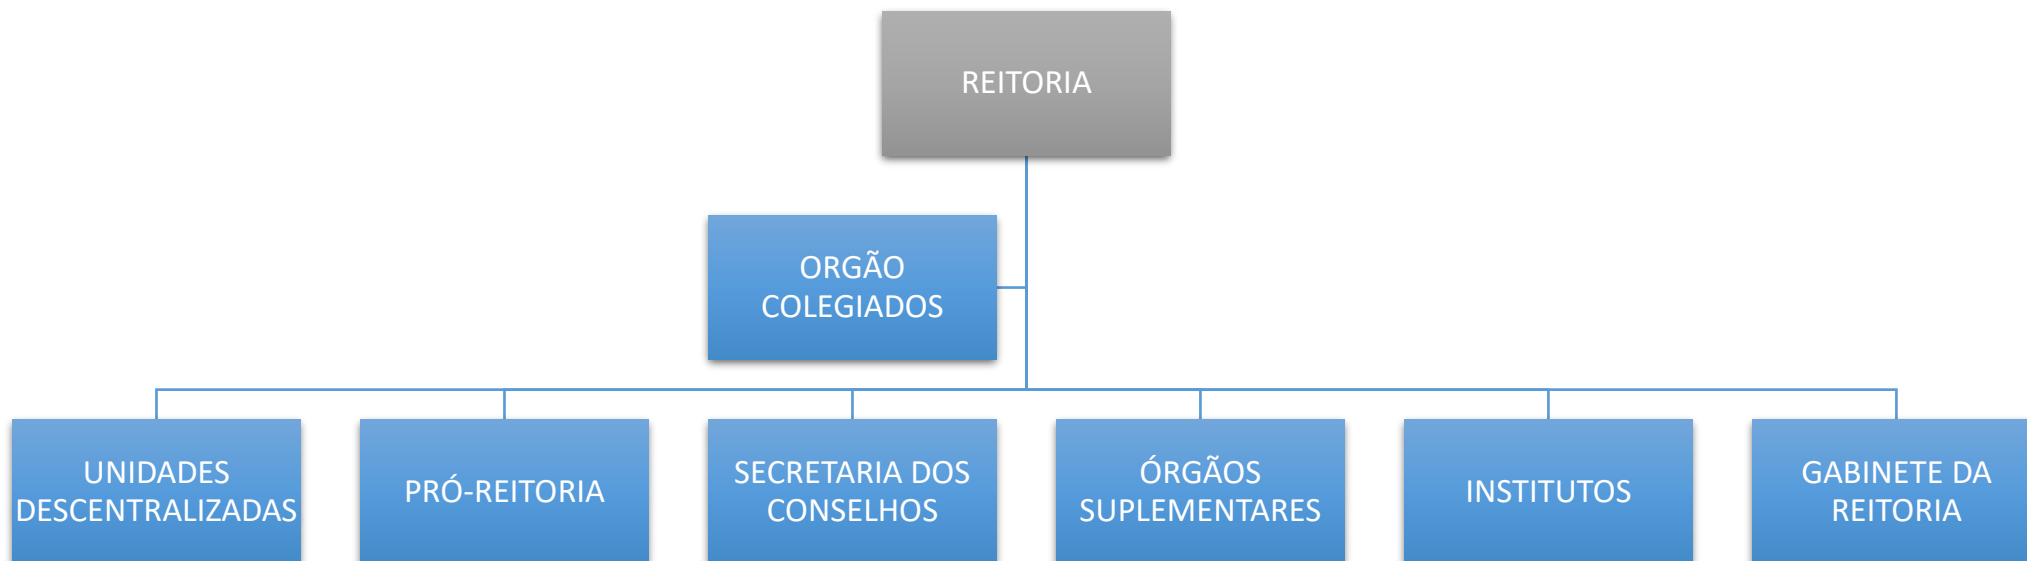 REITORIA
ORGÃO
COLEGIADOS
UNIDADES
DESCENTRALIZADAS
PRÓ-REITORIA
SECRETARIA DOS
CONSELHOS
ÓRGÃOS
SUPLEMENTARES
INSTITUTOS
GABINETE DA
REITORIA